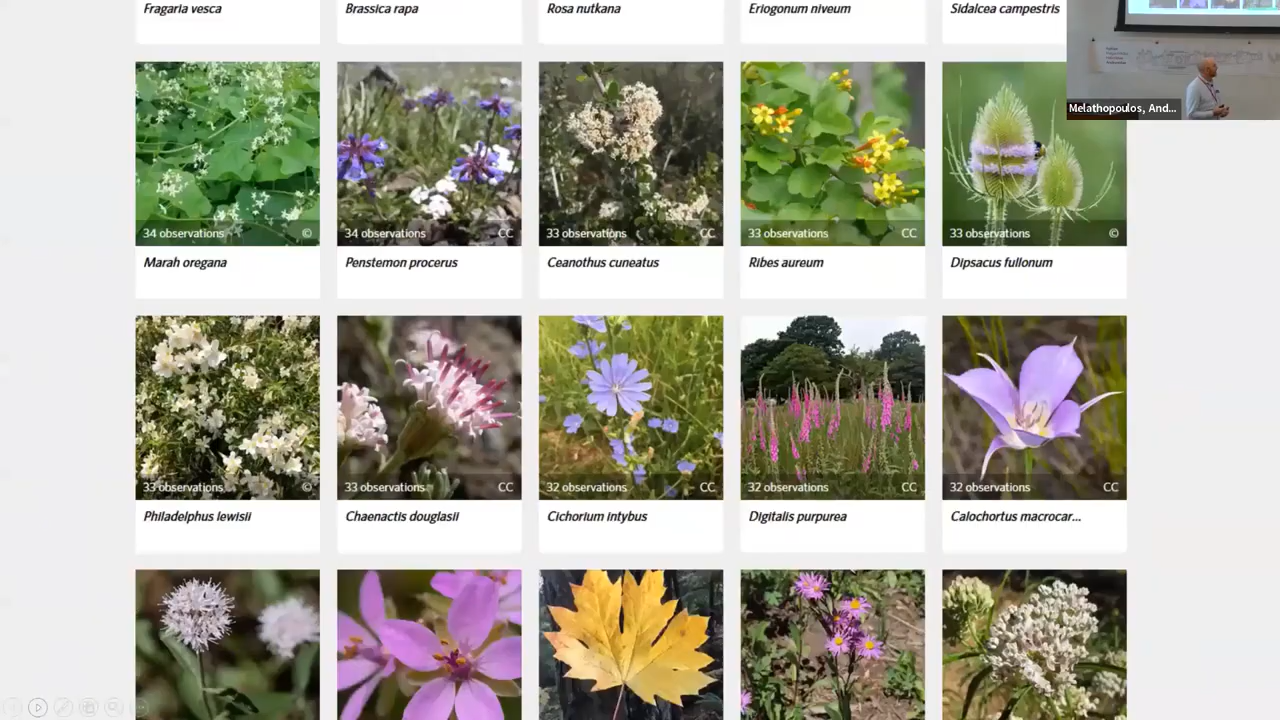 Fragaria vesca
Brassica rapa
Rosa nutkana
Eriogonum niveum
Sidalcea campestris
Melathopoulos, And...
34 observations
©
34 observations
CC
33 observations
CC
33 observations
CC
33 observations
©
Marah oregana
Penstemon procerus
Ceanothus cuneatus
Ribes aureum
Dipsacus fullonum
33 observations
©
33 observations
CC
32 observations
CC
32 observations
CC
32 observations
CC
Philadelphus lewisii
Chaenactis douglasii
Cichorium intybus
Digitalis purpurea
Calochortus macrocar...